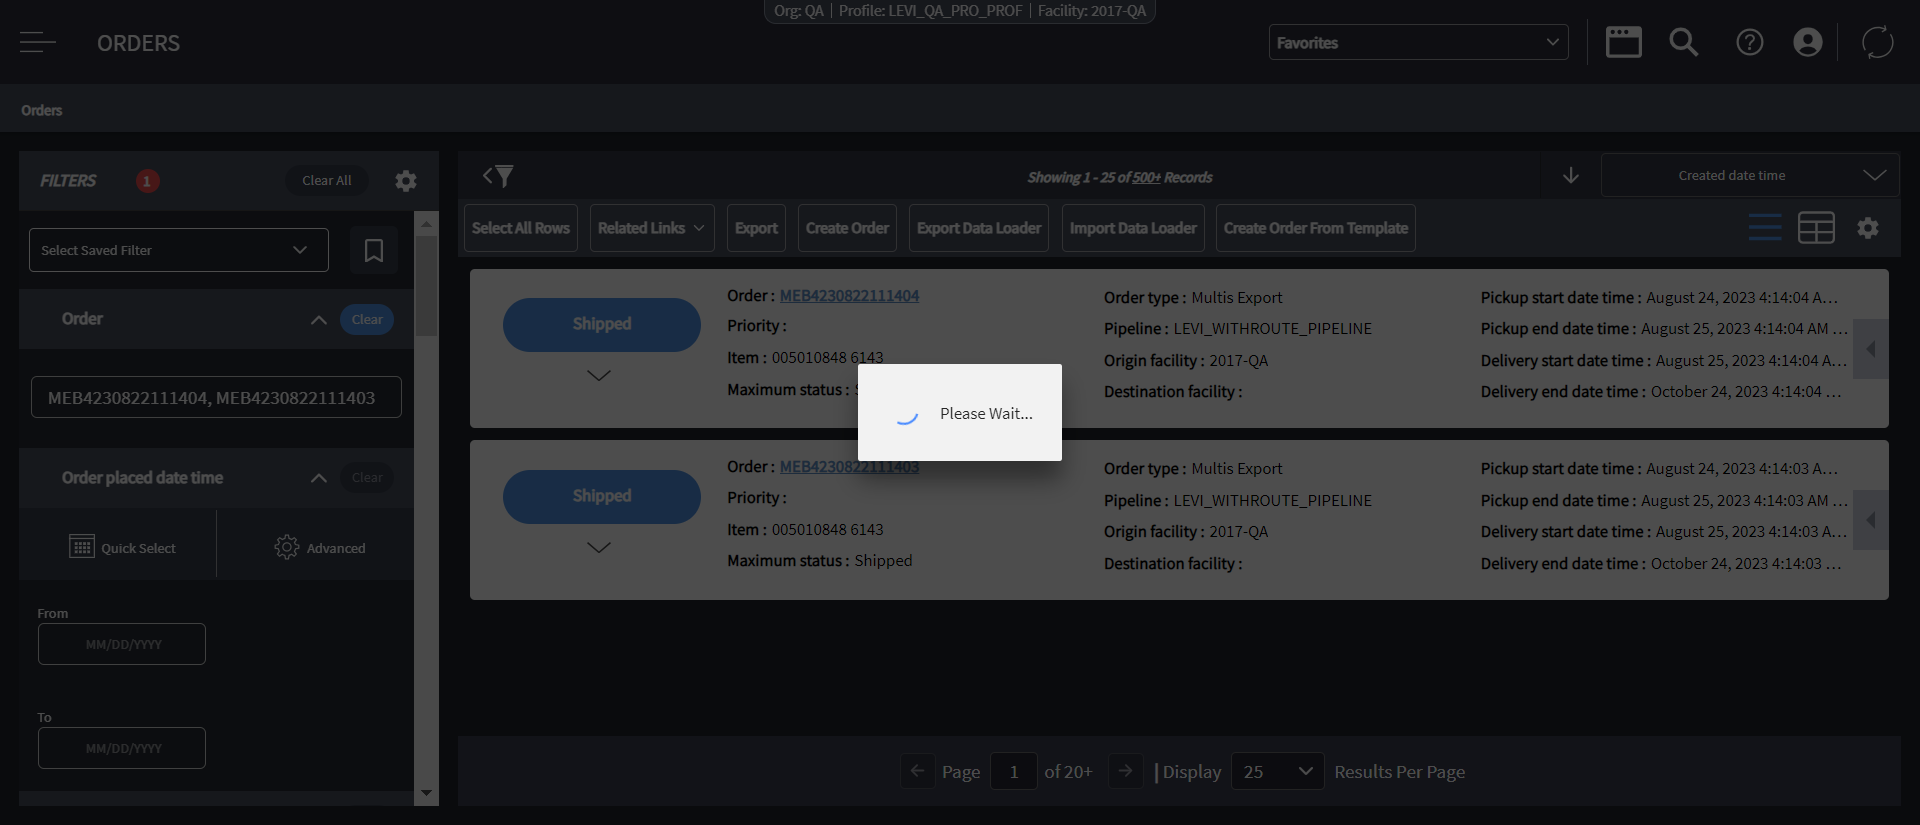 Org: QA | Profile: LEVI_QA_PRO_PROF | Facility: 2017-QA
ORDERS
Favorites
Orders
FILTERS
1
Clear All
Select Saved Filter
Order
Clear
MEB4230822111404, MEB4230822111403
Order placed date time
Clear
Quick Select
Advanced
From
MM/DD/YYYY
To
MM/DD/YYYY
Showing 1 - 25 of 500+ Records
Created date time
Select All Rows
Related Links
Export
Create Order
Export Data Loader
Import Data Loader
Create Order From Template
Shipped
Order : MEB4230822111404
Priority :
Item : 005010848 6143
Maximum status :
Order type : Multis Export
Pipeline : LEVI_WITHROUTE_PIPELINE
Origin facility : 2017-QA
Destination facility :
Pickup start date time : August 24, 2023 4:14:04 A...
Pickup end date time : August 25, 2023 4:14:04 AM ...
Delivery start date time : August 25, 2023 4:14:04 A...
Delivery end date time : October 24, 2023 4:14:04 ...
Please Wait...
Shipped
Order : MEB4230822111403
Priority :
Item : 005010848 6143
Maximum status : Shipped
Order type : Multis Export
Pipeline : LEVI_WITHROUTE_PIPELINE
Origin facility : 2017-QA
Destination facility :
Pickup start date time : August 24, 2023 4:14:03 A...
Pickup end date time : August 25, 2023 4:14:03 AM ...
Delivery start date time : August 25, 2023 4:14:03 A...
Delivery end date time : October 24, 2023 4:14:03 ...
Page 1 of 20+ | Display 25 Results Per Page